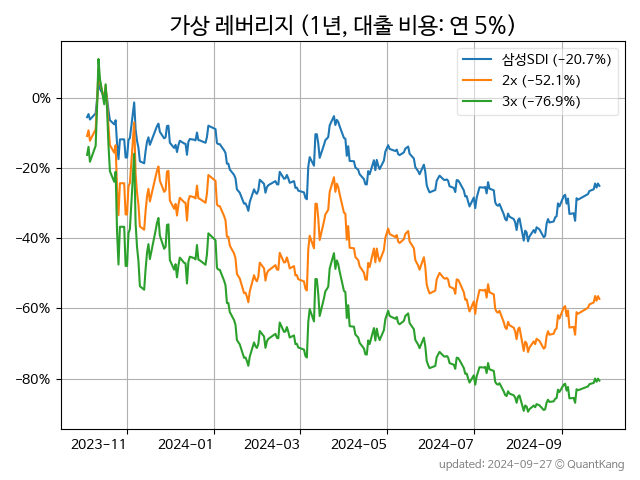 가상 레버리지 (1년, 대출 비용: 연 5%)
삼성SDI (−20.7%)
2x (−52.1%)
3x (−76.9%)
0%
−20%
−40%
−60%
−80%
2023-11 2024-01 2024-03 2024-05 2024-07 2024-09
updated: 2024-09-27 © QuantKang